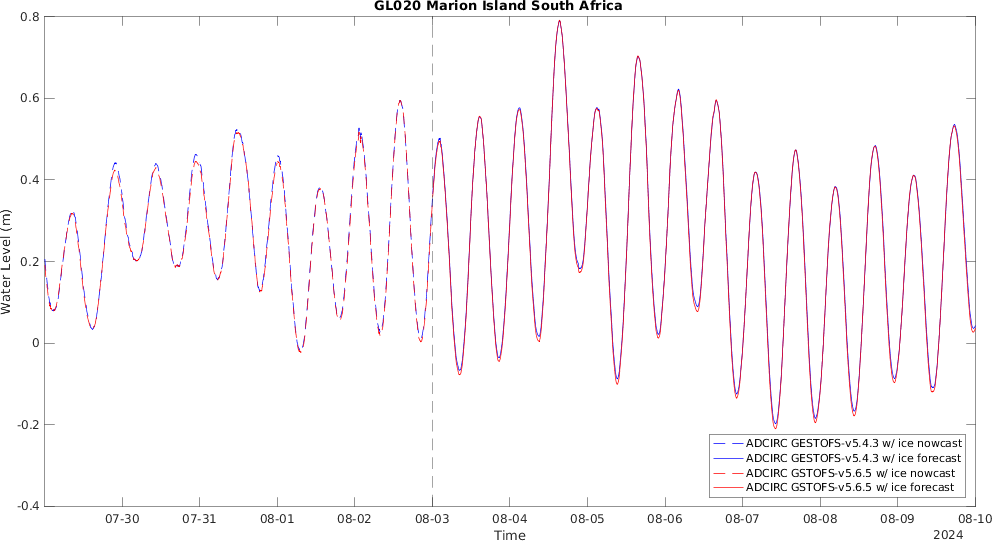 GL020 Marion Island South Africa
Water Level (m)
0.8
0.6
0.4
0.2
0
-0.2
-0.4
ADCIRC GESTOFS-v5.4.3 w/ ice nowcast
ADCIRC GESTOFS-v5.4.3 w/ ice forecast
ADCIRC GSTOFS-v5.6.5 w/ ice nowcast
ADCIRC GSTOFS-v5.6.5 w/ ice forecast
07-30 07-31 08-01 08-02 08-03 08-04 08-05 08-06 08-07 08-08 08-09 08-10
Time
2024